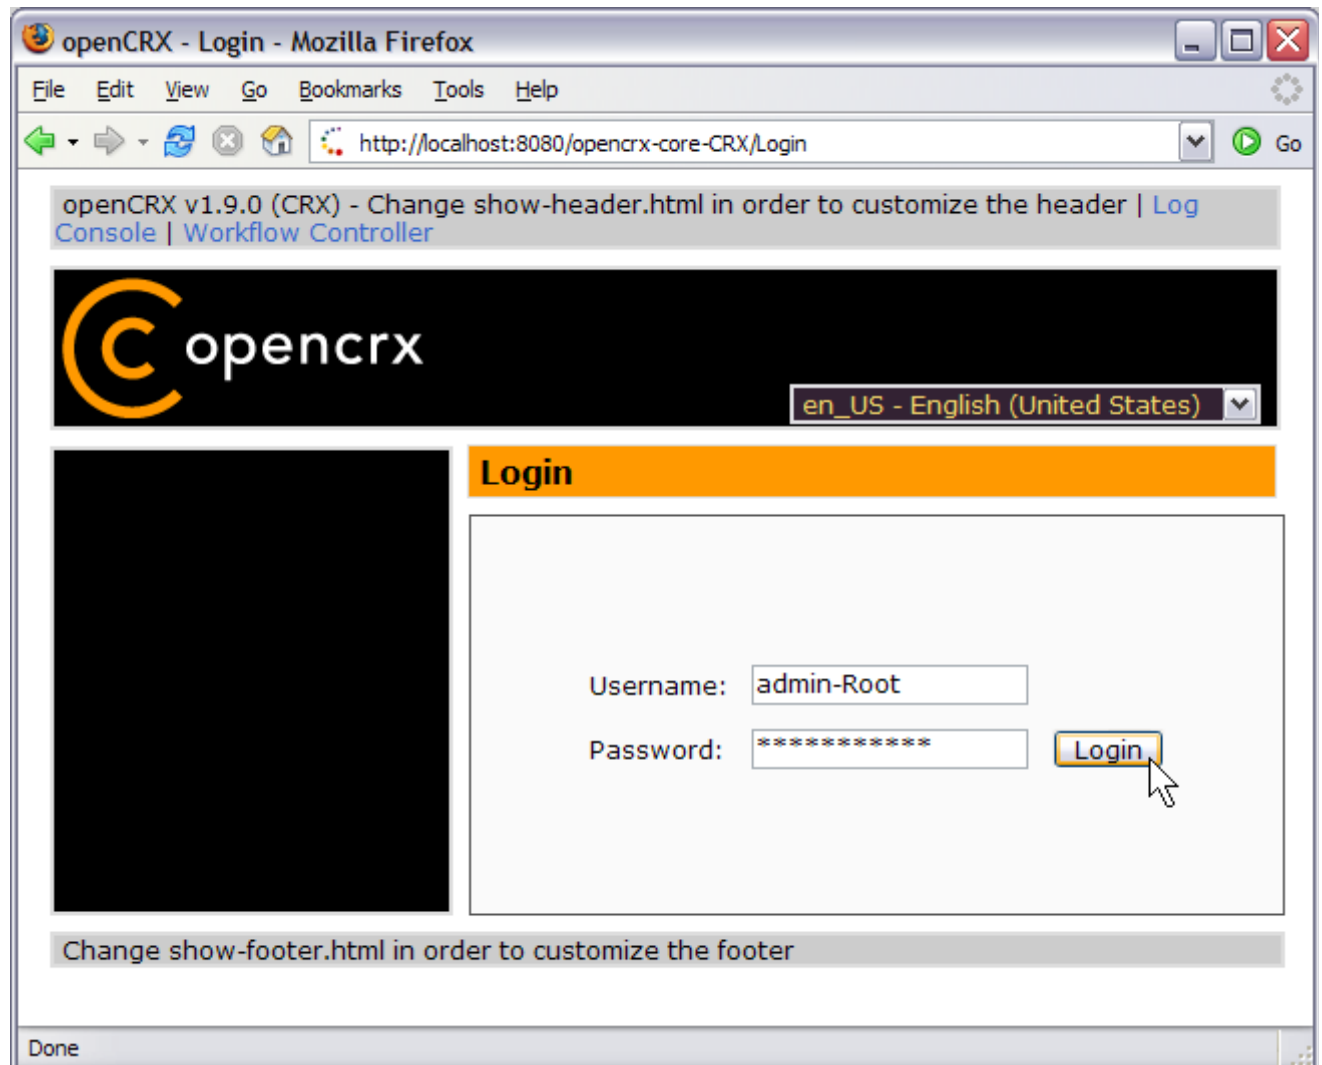 openCRX - Login - Mozilla Firefox
File Edit View Go Bookmarks Tools Help
http://localhost:8080/opencrx-core-CRX/Login Go
openCRX v1.9.0 (CRX) - Change show-header.html in order to customize the header | Log
Console | Workflow Controller
opencrx
en_US - English (United States)
Login
Username: admin-Root
Password: *********** Login
Change show-footer.html in order to customize the footer
Done